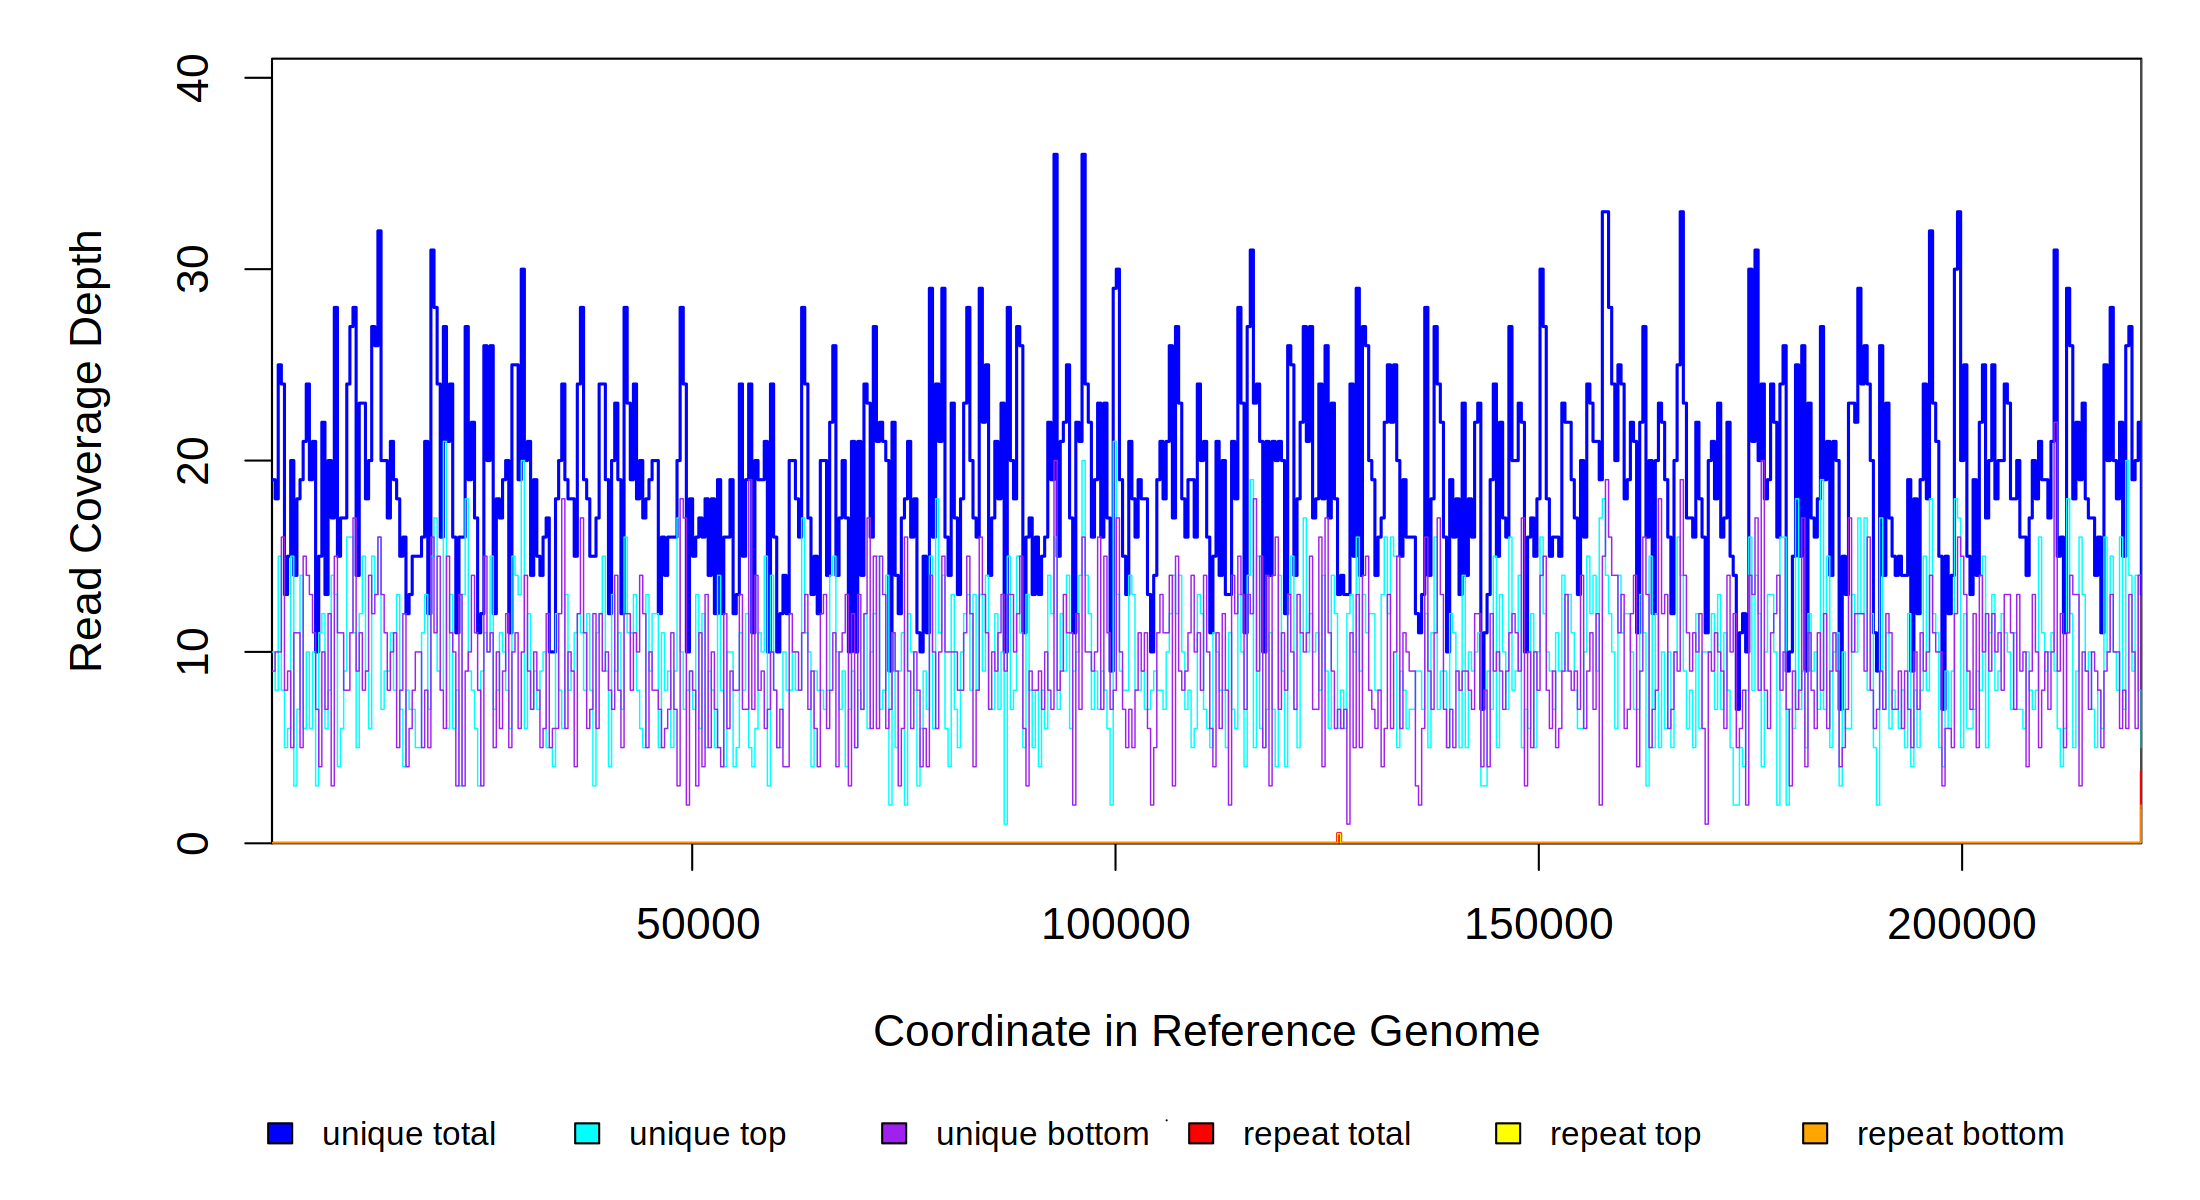 40
30
20
10
0
Read Coverage Depth
50000 100000 150000 200000
Coordinate in Reference Genome
unique total unique top unique bottom repeat total repeat top repeat bottom